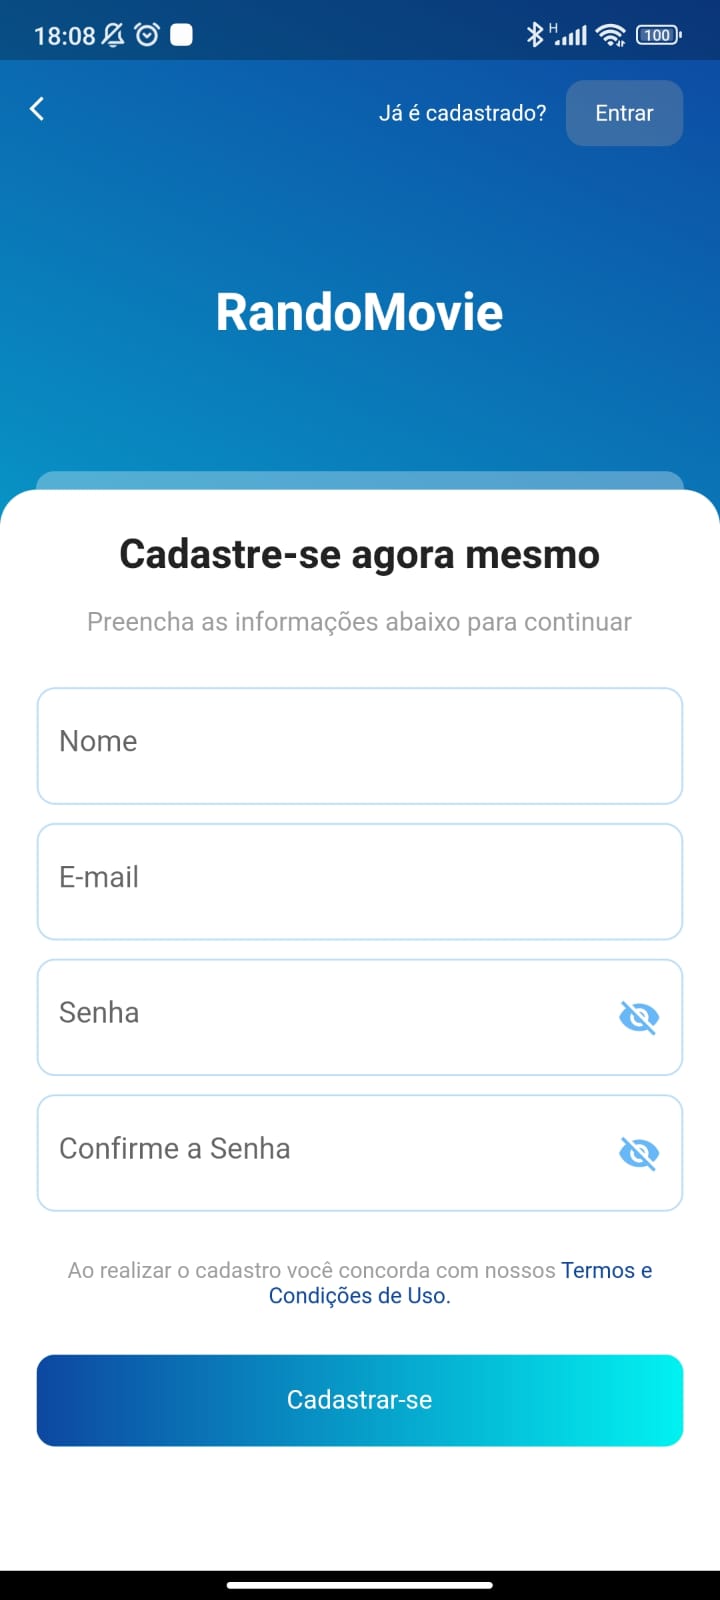 18:08
H
100
Já é cadastrado?
Entrar
RandoMovie
Cadastre-se agora mesmo
Preencha as informações abaixo para continuar
Nome
E-mail
Senha
Confirme a Senha
Ao realizar o cadastro você concorda com nossos Termos e
Condições de Uso.
Cadastrar-se